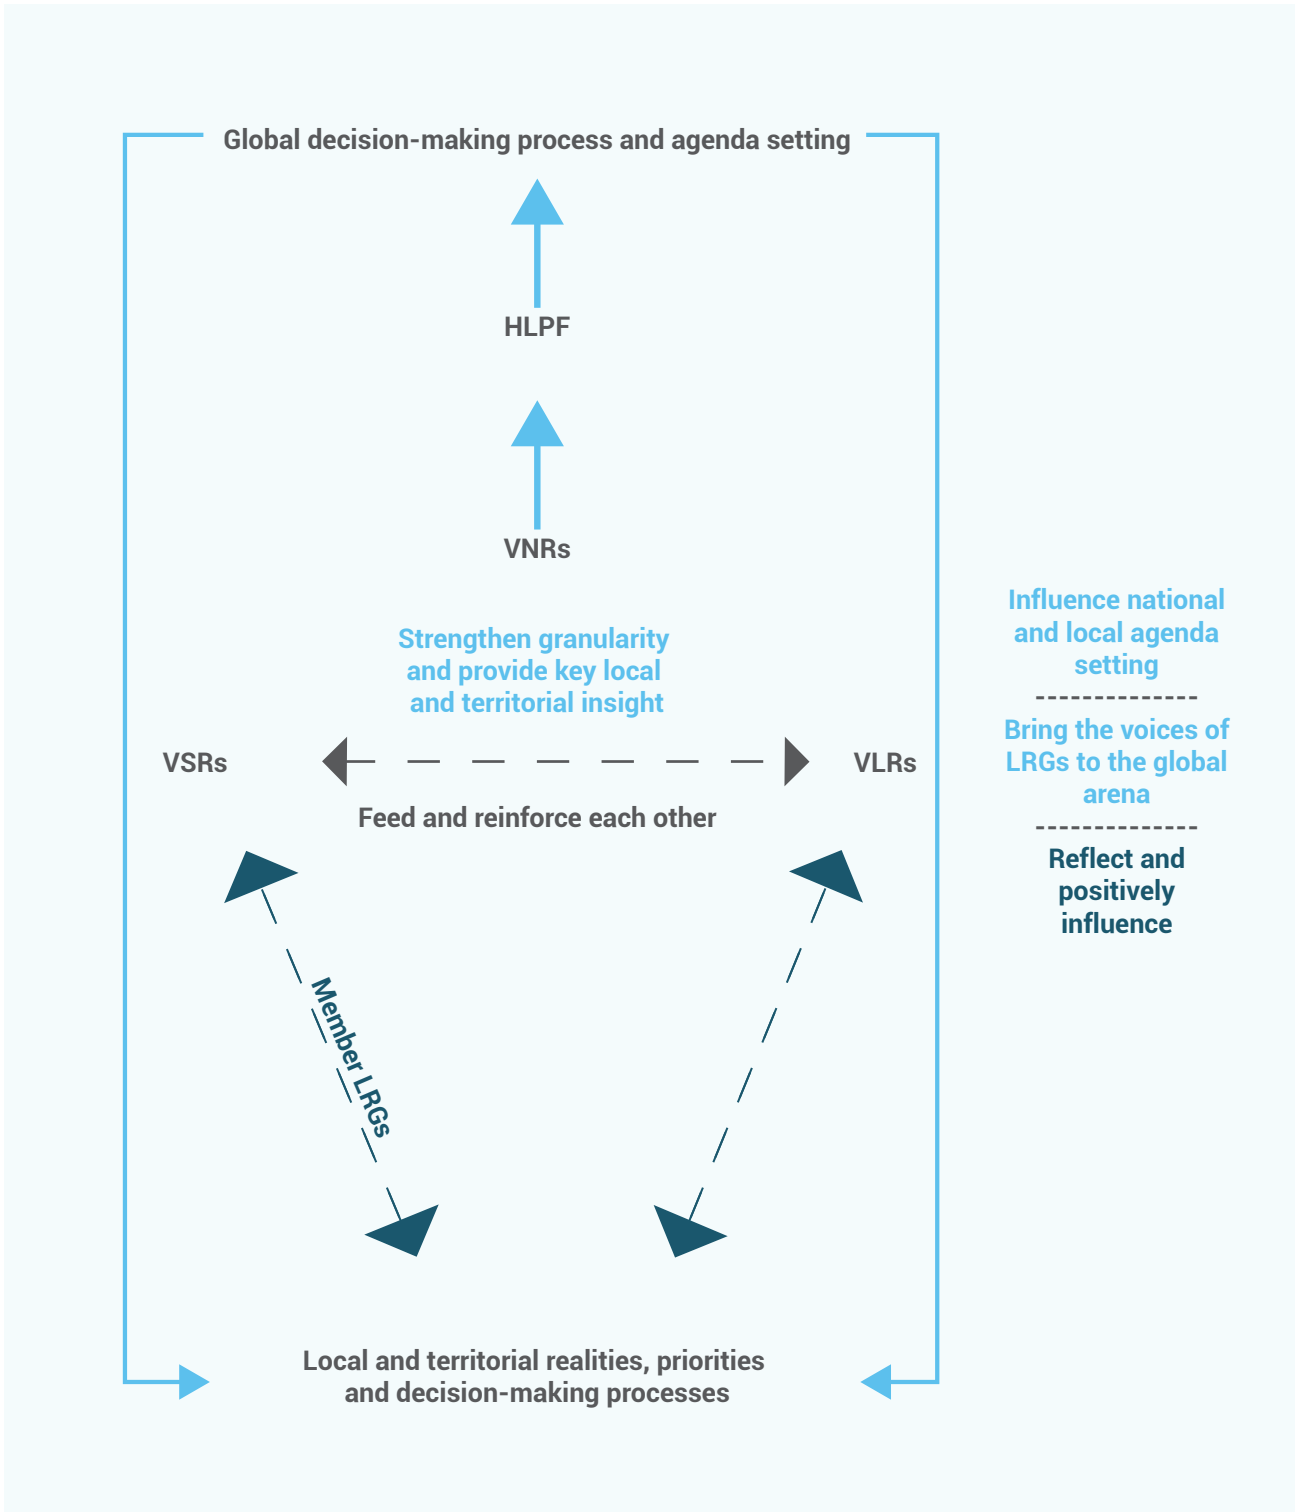 Global decision-making process and agenda setting
HLPF
VNRs
Strengthen granularity
and provide key local
and territorial insight
VSRs
VLRs
Feed and reinforce each other
Member LRGs
Local and territorial realities, priorities
and decision-making processes
Influence national
and local agenda
setting
Bring the voices of
LRGs to the global
arena
Reflect and
positively
influence